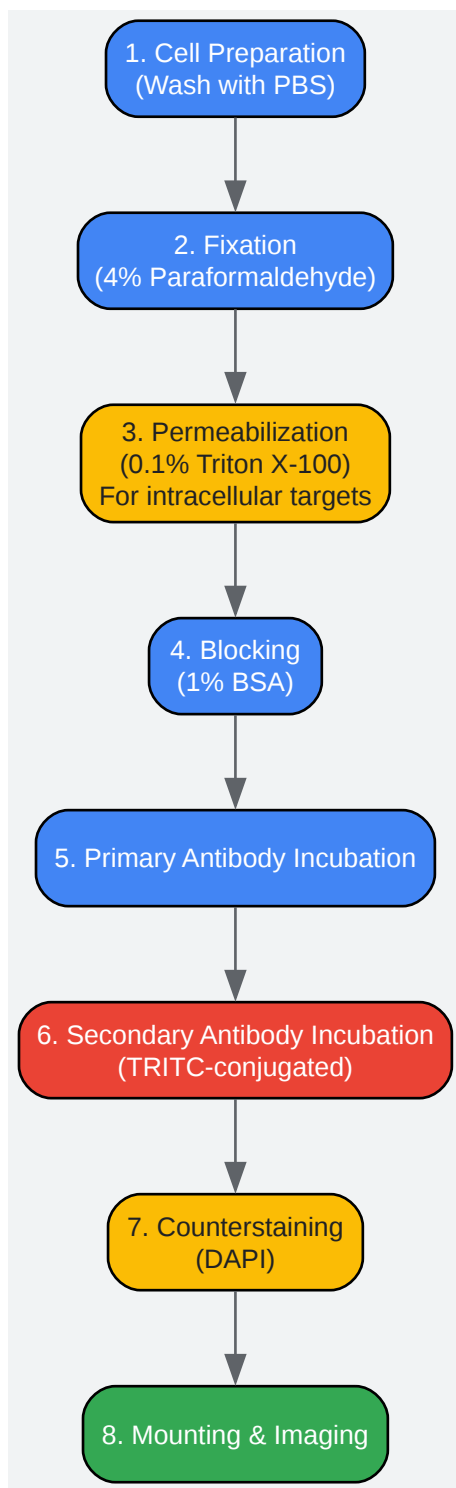 1. Cell Preparation
(Wash with PBS)
2. Fixation
(4% Paraformaldehyde)
3. Permeabilization
(0.1% Triton X-100)
For intracellular targets
4. Blocking
(1% BSA)
5. Primary Antibody Incubation
6. Secondary Antibody Incubation
(TRITC-conjugated)
7. Counterstaining
(DAPI)
8. Mounting & Imaging